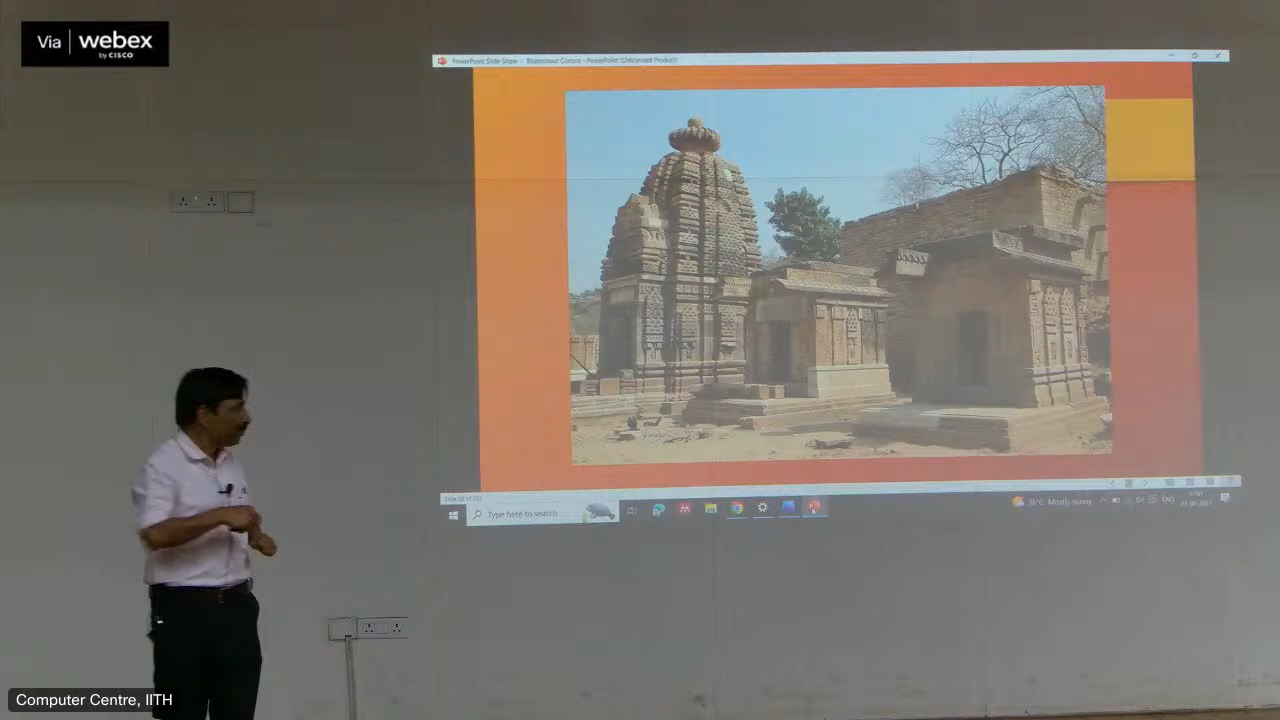 Via webex
by CISCO
PowerPoint Slide Show - Bhateshwar Corona - PowerPoint (Unlicensed Product)
Type here to search
36°C Mostly sunny
ENG
Computer Centre, IITH